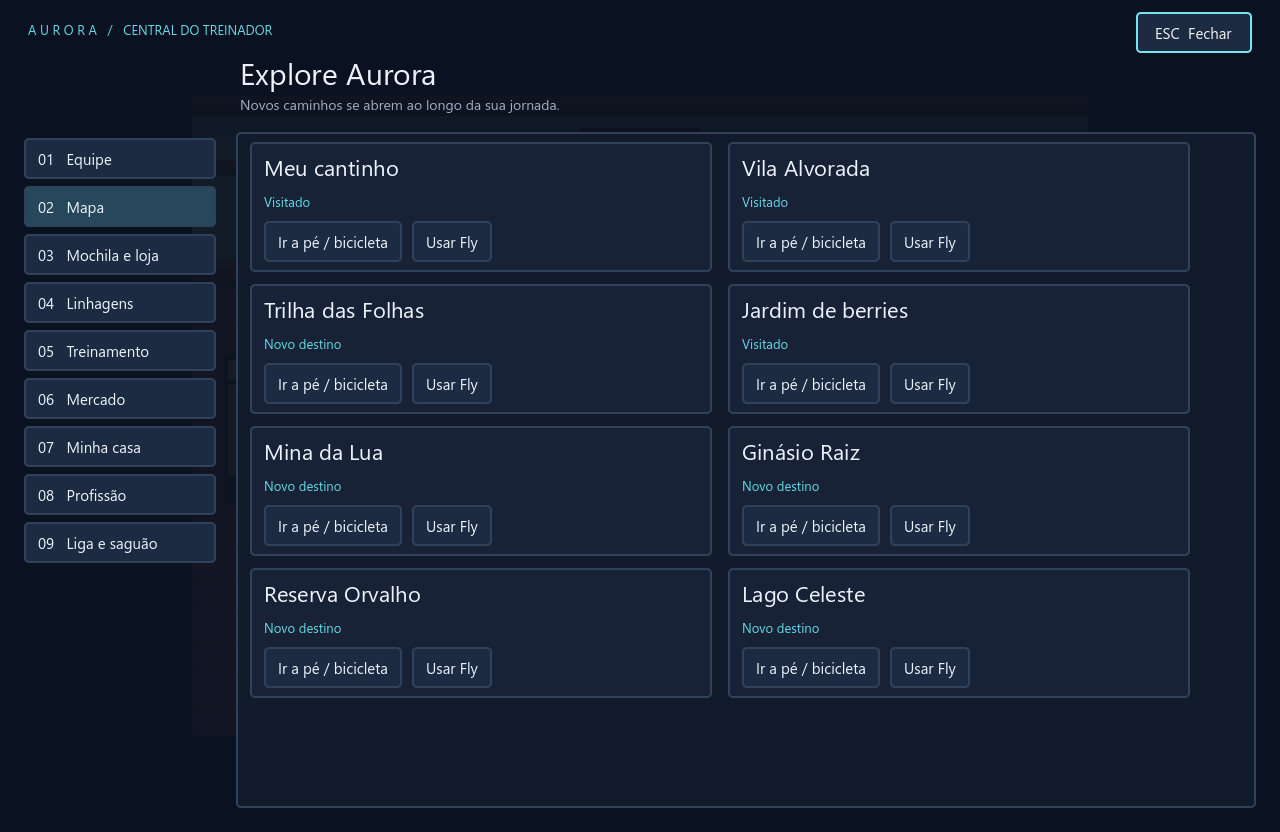 AURORA / CENTRAL DO TREINADOR
ESC Fechar
Explore Aurora
Novos caminhos se abrem ao longo da sua jornada.
01 Equipe
02 Mapa
03 Mochila e loja
04 Linhagens
05 Treinamento
06 Mercado
07 Minha casa
08 Profissão
09 Liga e saguão
Meu cantinho
Visitado
Ir a pé / bicicleta Usar Fly
Vila Alvorada
Visitado
Ir a pé / bicicleta Usar Fly
Trilha das Folhas
Novo destino
Ir a pé / bicicleta Usar Fly
Jardim de berries
Visitado
Ir a pé / bicicleta Usar Fly
Mina da Lua
Novo destino
Ir a pé / bicicleta Usar Fly
Ginásio Raiz
Novo destino
Ir a pé / bicicleta Usar Fly
Reserva Orvalho
Novo destino
Ir a pé / bicicleta Usar Fly
Lago Celeste
Novo destino
Ir a pé / bicicleta Usar Fly